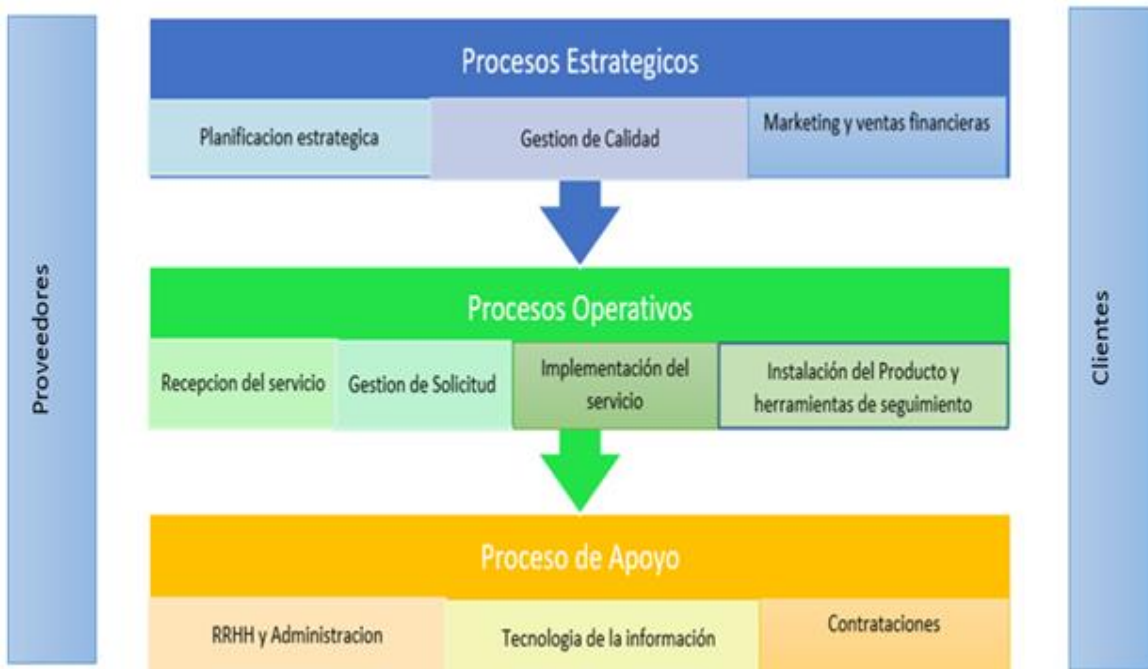 Proveedores
Procesos Estrategicos
Planificacion estrategica
Gestion de Calidad
Marketing y ventas financieras
Procesos Operativos
Recepcion del servicio
Gestion de Solicitud
Implementación del
servicio
Instalación del Producto y
herramientas de seguimiento
Proceso de Apoyo
RRHH y Administracion
Tecnologia de la información
Contrataciones
Clientes